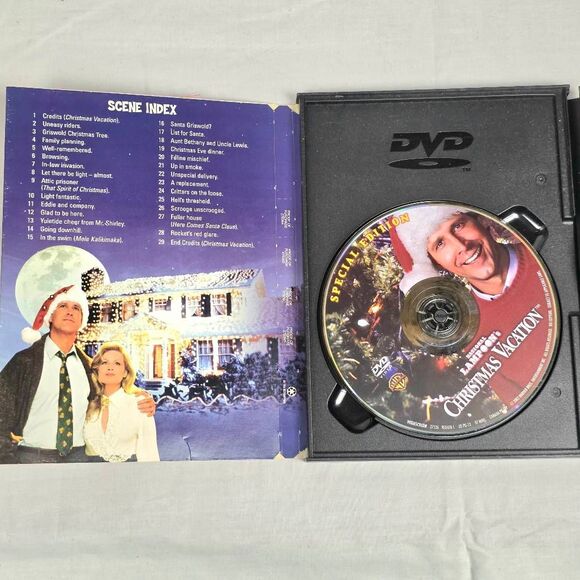 SCENE INDEX
1 Credits (Christmas Vacation).
2 Uneasy riders.
3 Griswold Christmas Tree.
4 Family planning.
5 Well-remembered.
6 Browsing.
7 In-law invasion.
8 Let there be light-almost.
9 Attic prisoner
(That Spirit of Christmas).
10 Light fantastic.
11 Eddie and company.
12 Glad to be here.
13 Yuletide cheer from Mr. Shirley.
14 Going downhill.
15 In the swim (Mele Kalikimaka).
16 Santa Griswold?
17 List for Santa.
18 Aunt Bethany and Uncle Lewis.
19 Christmas Eve dinner.
20 Feline mischief.
21 Up in smoke.
22 Unspecial delivery.
23 A replacement.
24 Critters on the loose.
25 Hell's threshold.
26 Scrooge unscrooged.
27 Fuller house
(Here Comes Santa Claus).
28 Rocket's red glare.
29 End Credits (Christmas Vacation).
DVD
TM
SPECIAL EDITION
DVD
VIDEO
NATIONAL
LAMPOON'S
CHRISTMAS VACATION